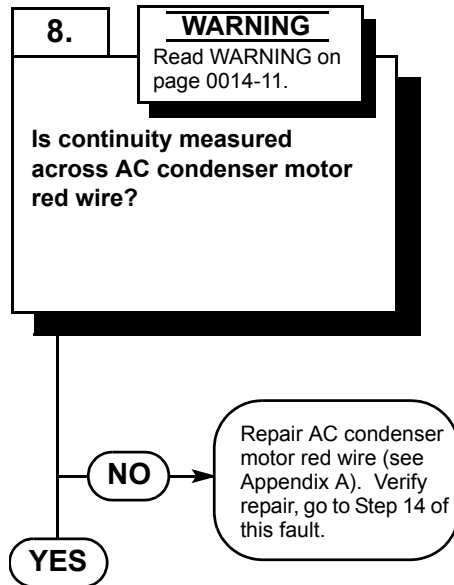 8.
WARNING
Read WARNING on
page 0014-11.
Is continuity measured
across AC condenser motor
red wire?
NO
Repair AC condenser
motor red wire (see
Appendix A).  Verify
repair, go to Step 14 of
this fault.
YES